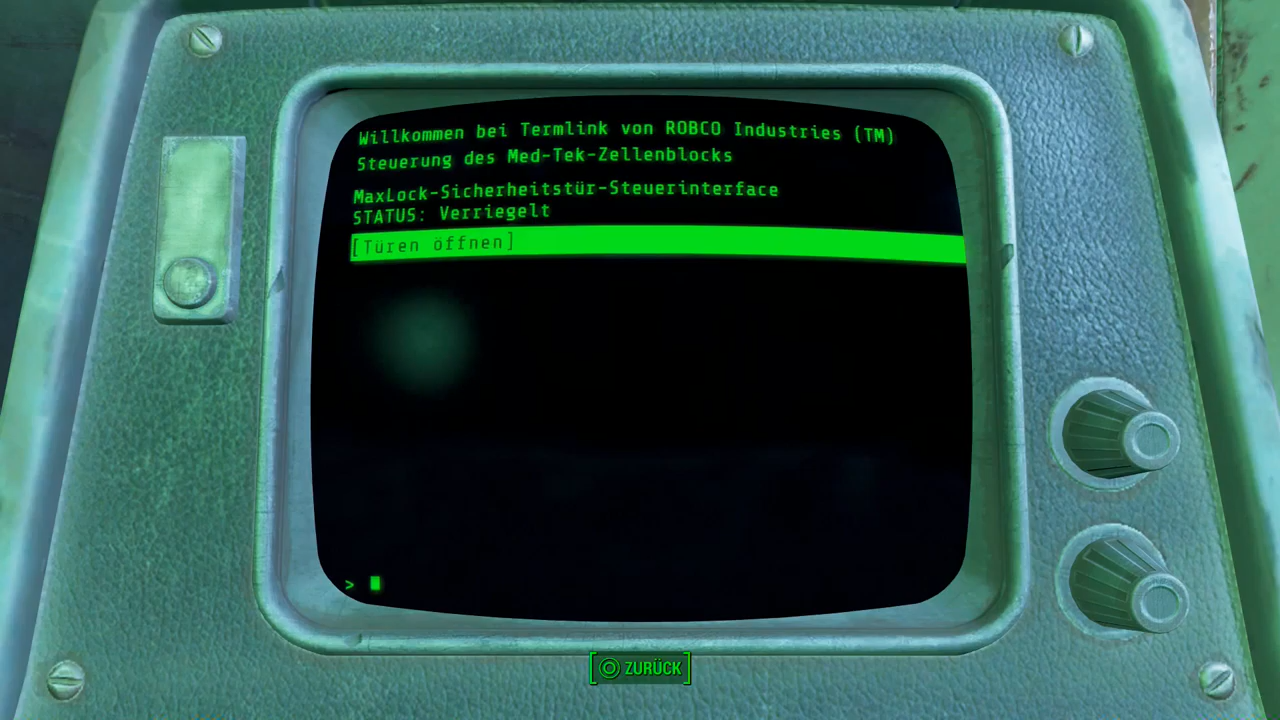 Willkommen bei Termlink von ROBCO Industries (TM)
Steuerung des Med-Tek-Zellenblocks
MaxLock-Sicherheitstür-Steuerinterface
STATUS: Verriegelt
[Türen öffnen]
>
[ZURÜCK]